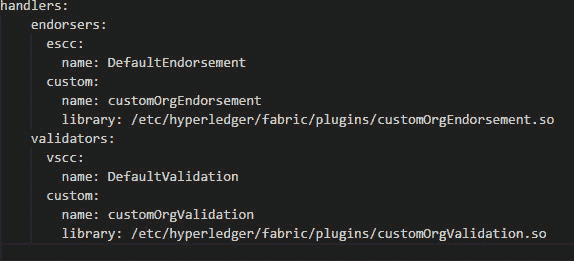 handlers:
endorsers:
escc:
name: DefaultEndorsement
custom:
name: customOrgEndorsement
library: /etc/hyperledger/fabric/plugins/customOrgEndorsement.so
validators:
vscc:
name: DefaultValidation
custom:
name: customOrgValidation
library: /etc/hyperledger/fabric/plugins/customOrgValidation.so